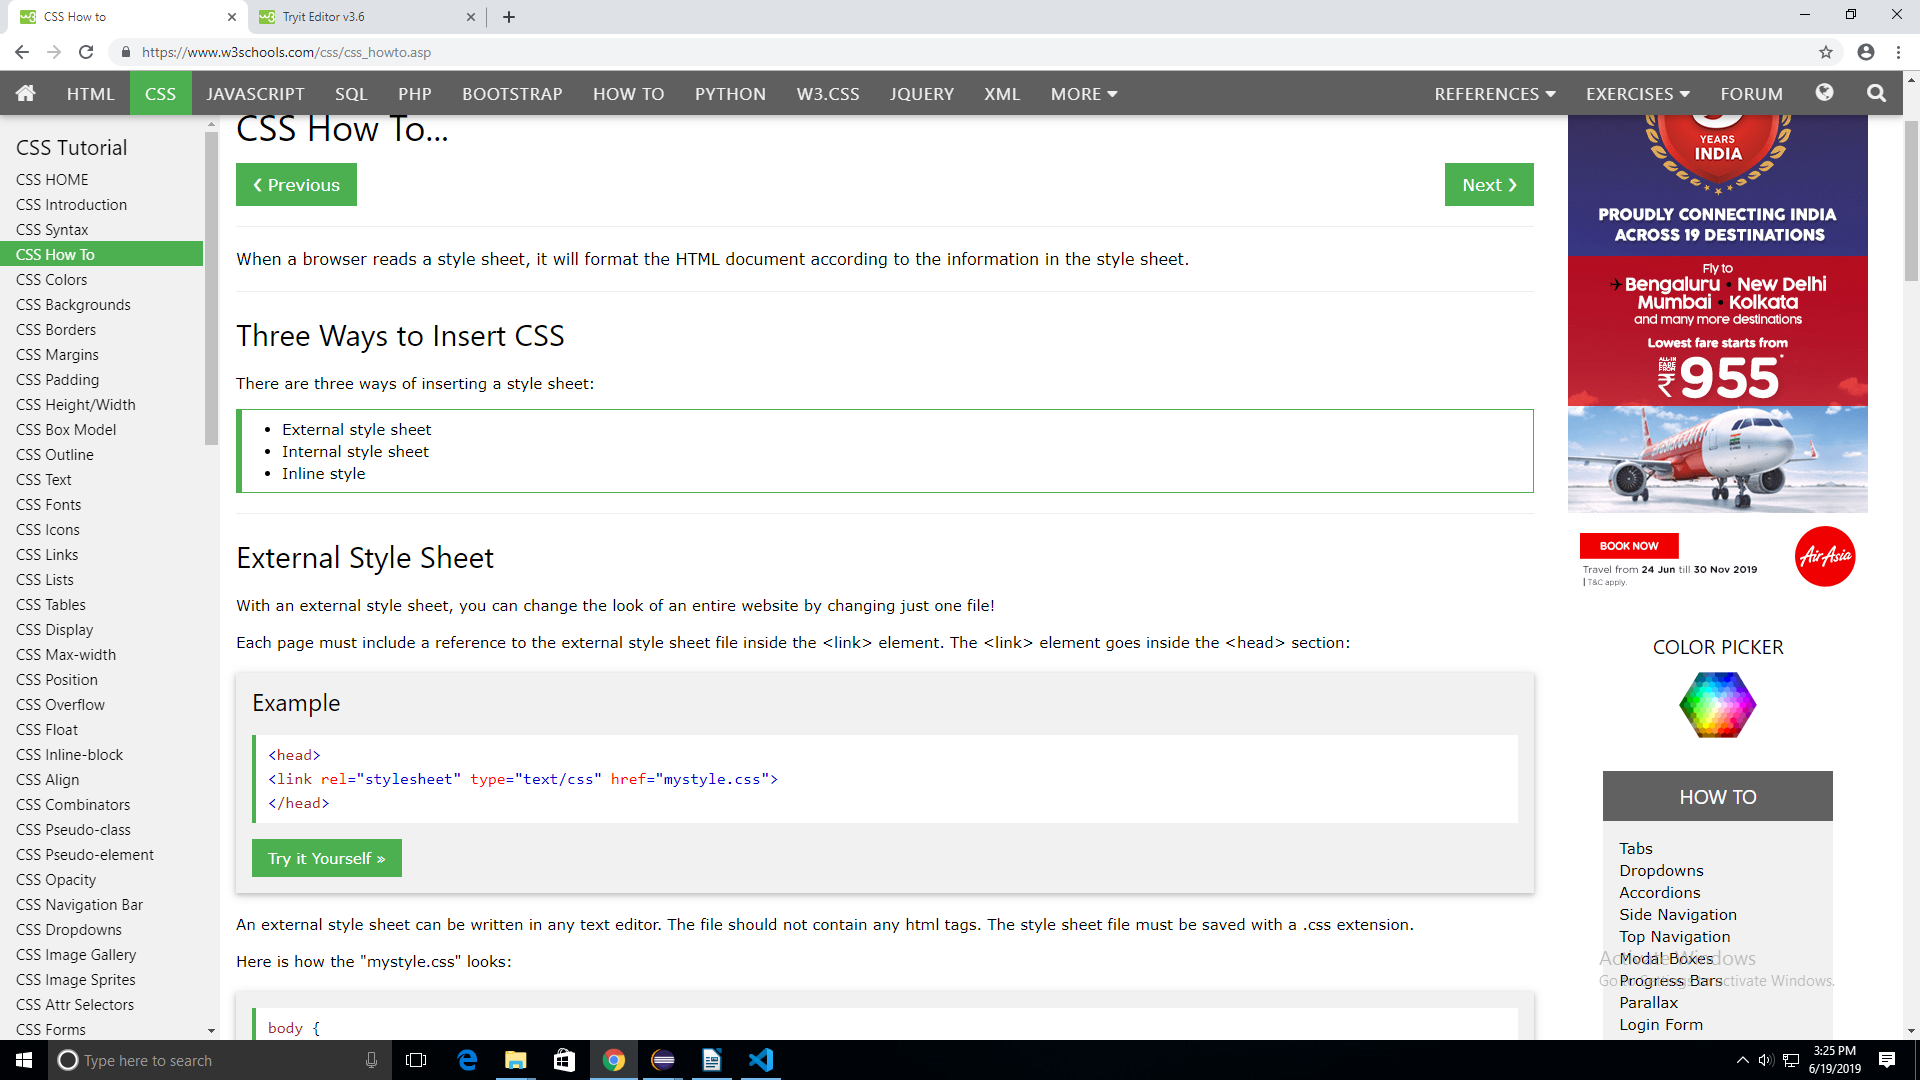 CSS How to
Tryit Editor v3.6
https://www.w3schools.com/css/css_howto.asp
HTML
CSS
JAVASCRIPT
SQL
PHP
BOOTSTRAP
HOW TO
PYTHON
W3.CSS
JQUERY
XML
MORE
REFERENCES
EXERCISES
FORUM
CSS Tutorial
CSS HOME
CSS Introduction
CSS Syntax
CSS How To
CSS Colors
CSS Backgrounds
CSS Borders
CSS Margins
CSS Padding
CSS Height/Width
CSS Box Model
CSS Outline
CSS Text
CSS Fonts
CSS Icons
CSS Links
CSS Lists
CSS Tables
CSS Display
CSS Max-width
CSS Position
CSS Overflow
CSS Float
CSS Inline-block
CSS Align
CSS Combinators
CSS Pseudo-class
CSS Pseudo-element
CSS Opacity
CSS Navigation Bar
CSS Dropdowns
CSS Image Gallery
CSS Image Sprites
CSS Attr Selectors
CSS Forms
CSS How To...
❮ Previous
Next ❯
When a browser reads a style sheet, it will format the HTML document according to the information in the style sheet.
Three Ways to Insert CSS
There are three ways of inserting a style sheet:
• External style sheet
• Internal style sheet
• Inline style
External Style Sheet
With an external style sheet, you can change the look of an entire website by changing just one file!
Each page must include a reference to the external style sheet file inside the <link> element. The <link> element goes inside the <head> section:
Example
<head>
<link rel="stylesheet" type="text/css" href="mystyle.css">
</head>
Try it Yourself »
An external style sheet can be written in any text editor. The file should not contain any html tags. The style sheet file must be saved with a .css extension.
Here is how the "mystyle.css" looks:
body {
YEARS
INDIA
PROUDLY CONNECTING INDIA
ACROSS 19 DESTINATIONS
Fly to
Bengaluru • New Delhi
Mumbai • Kolkata
and many more destinations
Lowest fare starts from
ALL-IN
FARE
FROM
₹955*
BOOK NOW
Travel from 24 Jun till 30 Nov 2019
| T&C apply.
AirAsia
COLOR PICKER
HOW TO
Tabs
Dropdowns
Accordions
Side Navigation
Top Navigation
Modal Boxes
Progress Bars
Parallax
Login Form
Activate Windows
Go to Settings to activate Windows.
Type here to search
3:25 PM
6/19/2019